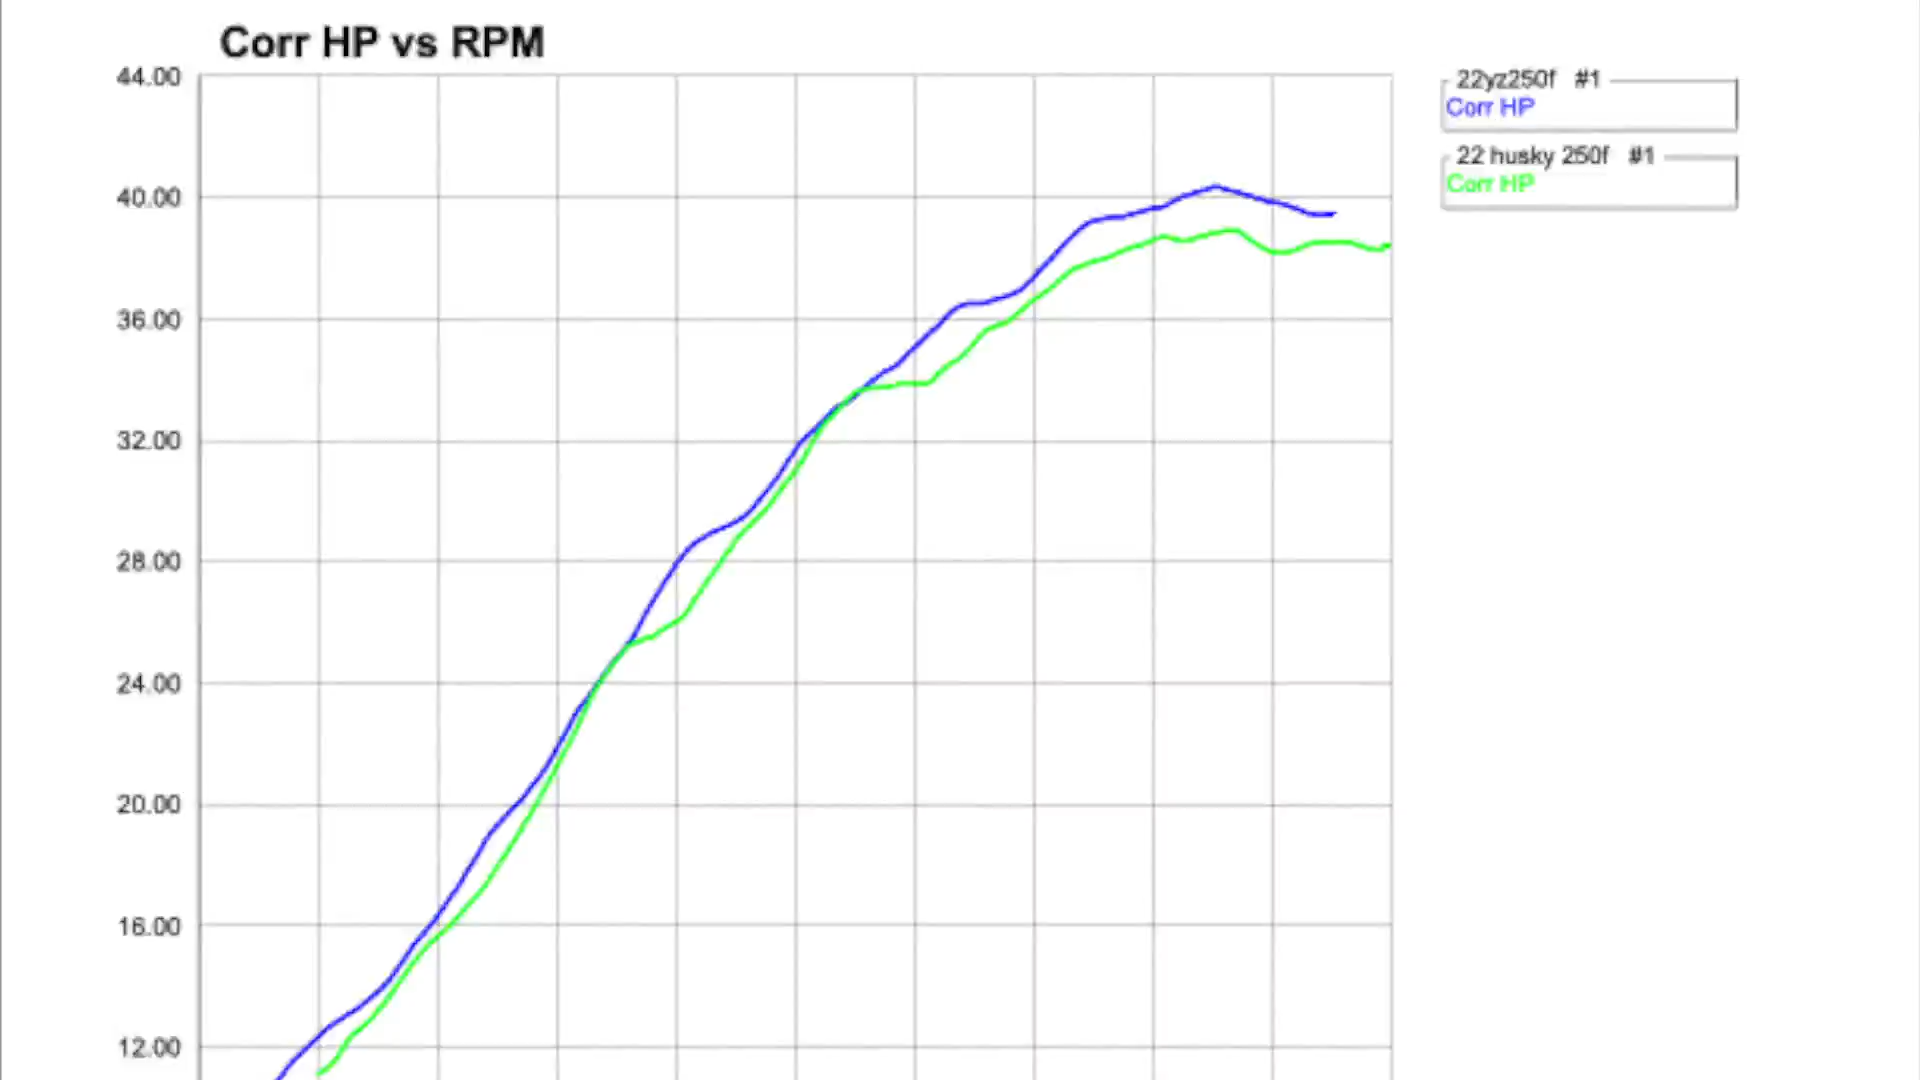 Corr HP vs RPM
44.00
40.00
36.00
32.00
28.00
24.00
20.00
16.00
12.00
22yz250f #1
Corr HP
22 husky 250f #1
Corr HP